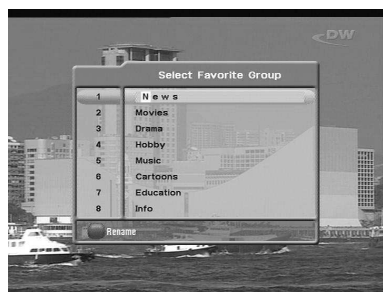 DW
Select Favorite Group
1 News
2 Movies
3 Drama
4 Hobby
5 Music
6 Cartoons
7 Education
8 Info
Rename